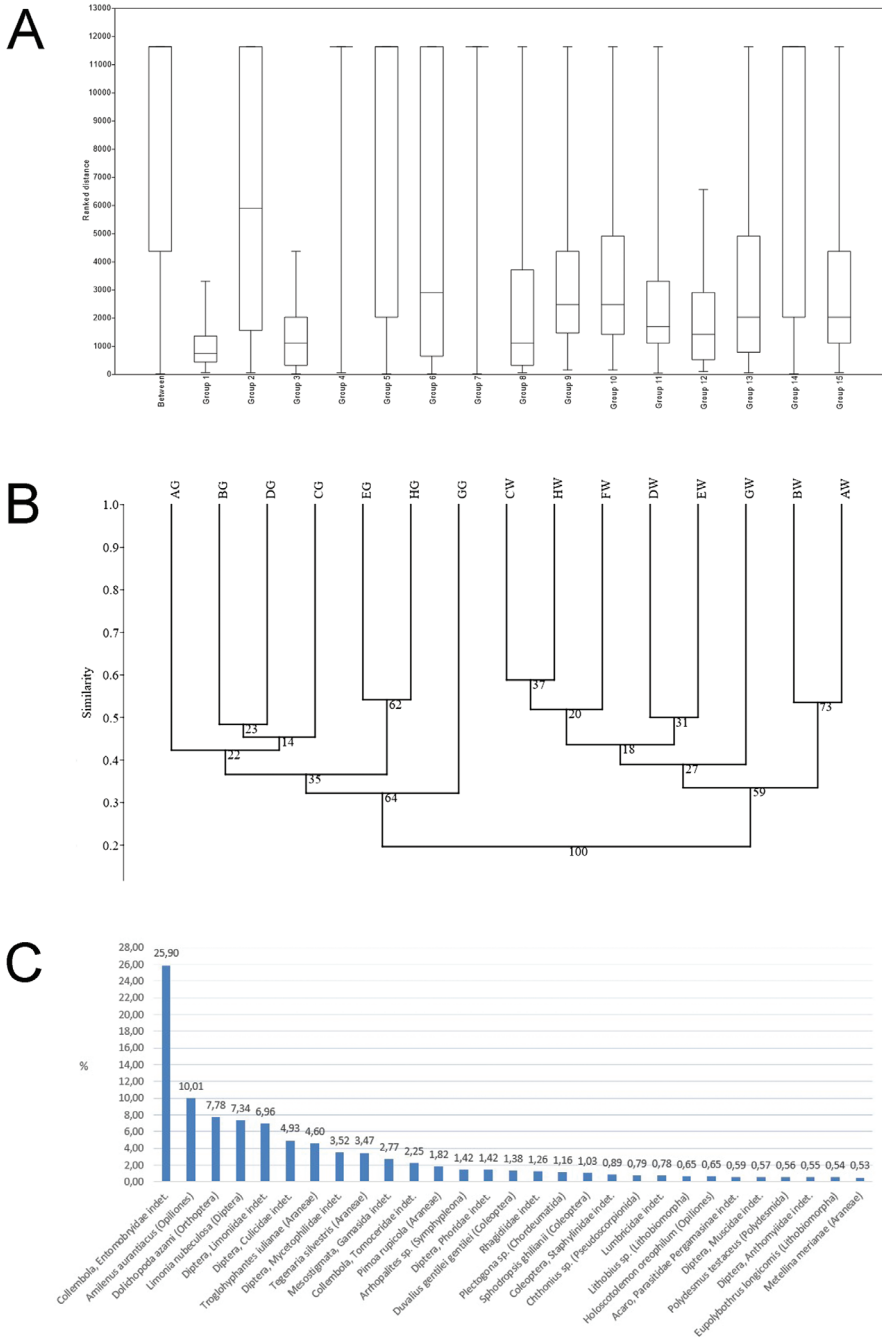 A
13000
12000
11000
10000
9000
8000
7000
6000
5000
4000
3000
2000
1000
0
Ranked distance
Between
Group 1
Group 2
Group 3
Group 4
Group 5
Group 6
Group 7
Group 8
Group 9
Group 10
Group 11
Group 12
Group 13
Group 14
Group 15
B
AG
BG
DG
CG
EG
HG
GG
CW
HW
FW
DW
EW
GW
BW
AW
1.0
0.9
0.8
0.7
0.6
0.5
0.4
0.3
0.2
Similarity
37
62
73
23
20
31
14
22
18
35
27
64
59
100
C
28,00
26,00
24,00
22,00
20,00
18,00
16,00
14,00
12,00
10,00
8,00
6,00
4,00
2,00
0,00
%
25,90
10,01
7,78
7,34
6,96
4,93
4,60
3,52
3,47
2,77
2,25
1,82
1,42
1,42
1,38
1,26
1,16
1,03
0,89
0,79
0,78
0,65
0,65
0,59
0,57
0,56
0,55
0,54
0,53
Collembola, Entomobryidae indet.
Amilenus aurantiacus (Opiliones)
Dolichopoda azami (Orthoptera)
Limonia nubeculosa (Diptera)
Diptera, Limoniidae indet.
Diptera, Culicidae indet.
Troglohyphantes iulianae (Araneae)
Diptera, Mycetophilidae indet.
Tegenaria silvestris (Araneae)
Mesostigmata, Gamasida indet.
Collembola, Tomoceridae indet.
Pimoa rupicola (Araneae)
Arrhopalites sp. (Symphypleona)
Diptera, Phoridae indet.
Duvalius gentilei gentilei (Coleoptera)
Rhagidiidae indet.
Plectogona sp. (Chordeumatida)
Sphodropsis ghilianii (Coleoptera)
Coleoptera, Staphylinidae indet.
Chthonius sp. (Pseudoscorpionida)
Lumbricidae indet.
Lithobius sp. (Lithobiomorpha)
Holoscotolemon oreophilum (Opiliones)
Acaro, Parasitidae Pergamasinae indet.
Diptera, Muscidae indet.
Polydesmus testaceus (Polydesmida)
Diptera, Anthomyiidae indet.
Eupolybothrus longicornis (Lithobiomorpha)
Metellina merianae (Araneae)